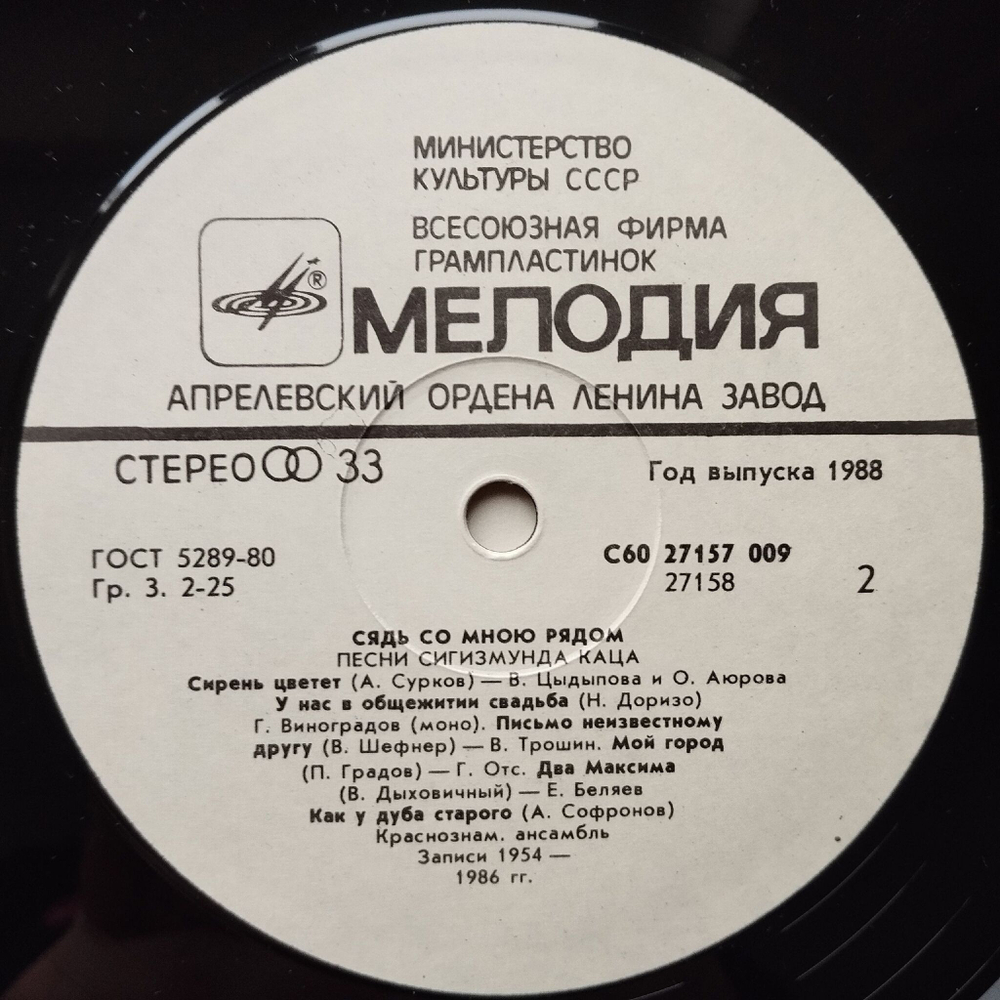 МИНИСТЕРСТВО
КУЛЬТУРЫ СССР
ВСЕСОЮЗНАЯ ФИРМА
ГРАМПЛАСТИНОК
®
МЕЛОДИЯ
АПРЕЛЕВСКИЙ ОРДЕНА ЛЕНИНА ЗАВОД
СТЕРЕО 33
Год выпуска 1988
ГОСТ 5289-80
Гр. 3. 2-25
С60 27157 009
27158
2
СЯДЬ СО МНОЮ РЯДОМ
ПЕСНИ СИГИЗМУНДА КАЦА
Сирень цветет (А. Сурков) — В. Цыдыпова и О. Аюрова
У нас в общежитии свадьба (Н. Доризо)
Г. Виноградов (моно). Письмо неизвестному
другу (В. Шефнер) — В. Трошин. Мой город
(П. Градов) — Г. Отс. Два Максима
(В. Дыховичный) — Е. Беляев
Как у дуба старого (А. Софронов)
Краснознам. ансамбль
Записи 1954 —
1986 гг.